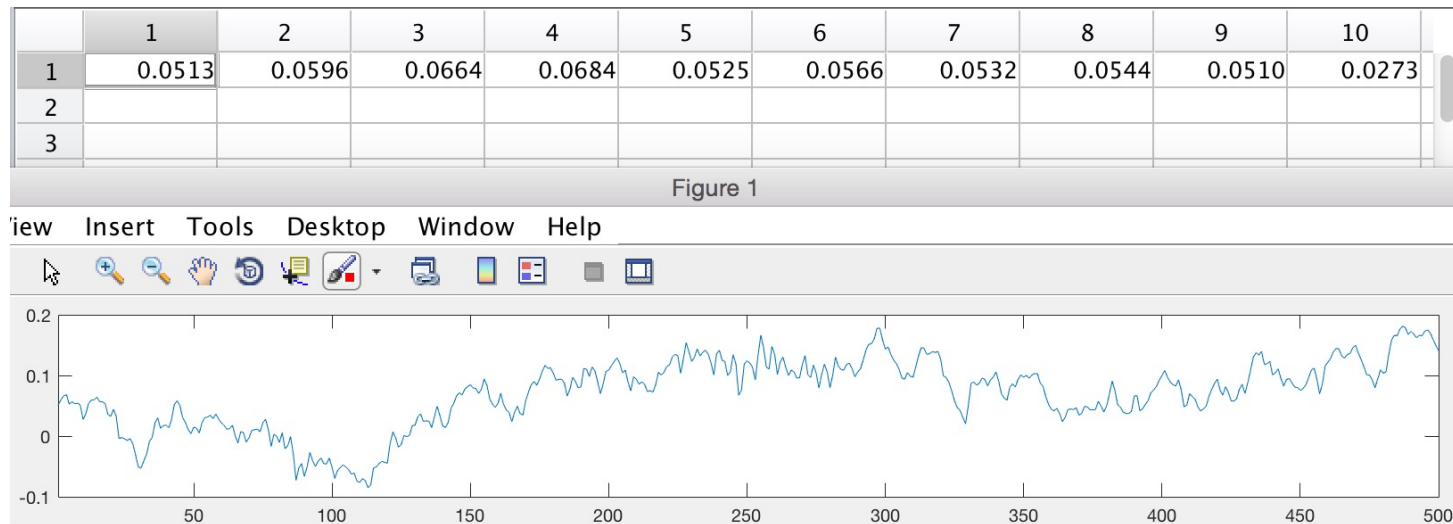 1 2 3 4 5 6 7 8 9 10
1 0.0513 0.0596 0.0664 0.0684 0.0525 0.0566 0.0532 0.0544 0.0510 0.0273
2
3
Figure 1
iew Insert Tools Desktop Window Help
0.2
0.1
0
-0.1
50 100 150 200 250 300 350 400 450 500